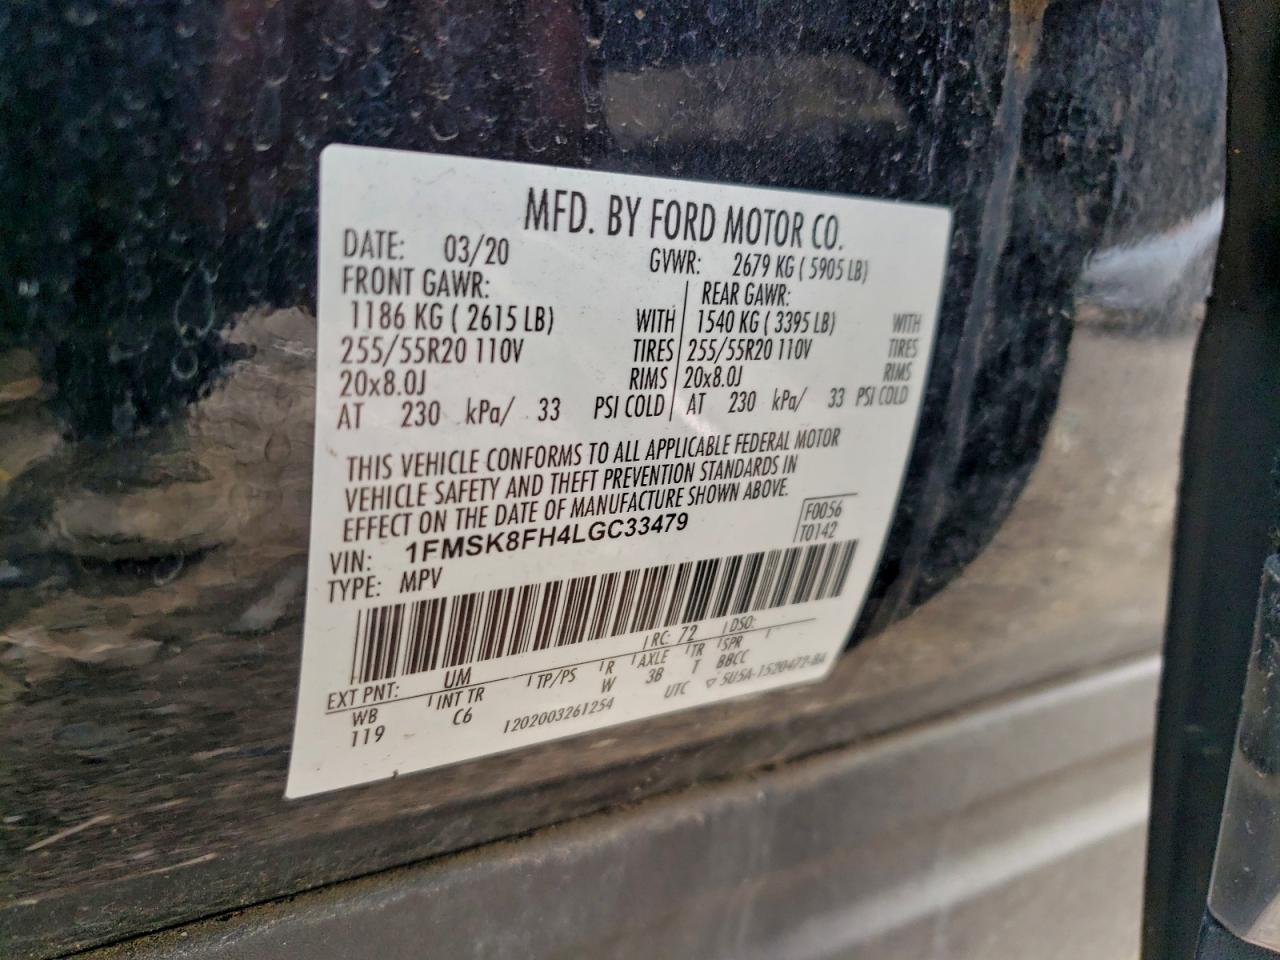 MFD. BY FORD MOTOR CO.
DATE: 03/20 GVWR: 2679 KG ( 5905 LB)
FRONT GAWR: REAR GAWR:
1186 KG ( 2615 LB) WITH 1540 KG ( 3395 LB) WITH
255/55R20 110V TIRES 255/55R20 110V TIRES
20x8.0J RIMS 20x8.0J RIMS
AT 230 kPa/ 33 PSI COLD AT 230 kPa/ 33 PSI COLD
THIS VEHICLE CONFORMS TO ALL APPLICABLE FEDERAL MOTOR
VEHICLE SAFETY AND THEFT PREVENTION STANDARDS IN
EFFECT ON THE DATE OF MANUFACTURE SHOWN ABOVE.
VIN: 1FMSK8FH4LGC33479 F0056
TYPE: MPV T0142
EXT PNT: UM RC: 72 DSO:
WB INT TR TP/PS R AXLE TR SPR
119 C6 W 3B T BBCC
1202003261254 UTC ▽ 5U5A-1520472-BA